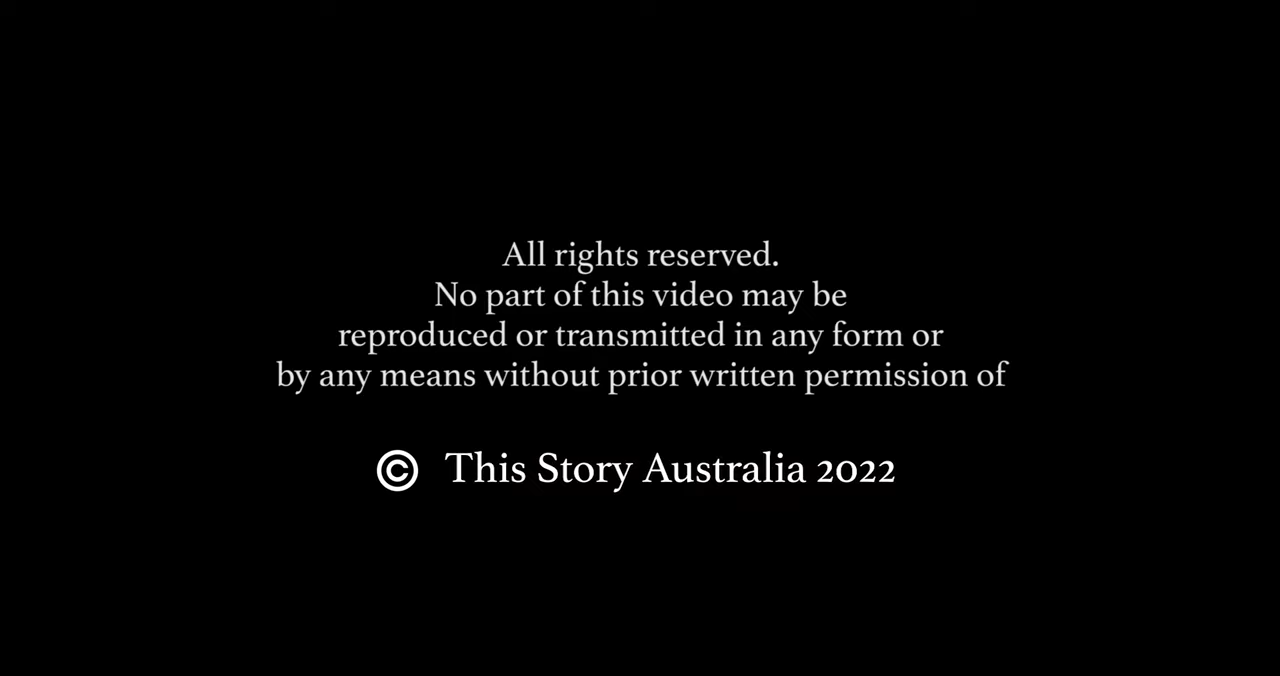 All rights reserved.
No part of this video may be
reproduced or transmitted in any form or
by any means without prior written permission of
© This Story Australia 2022